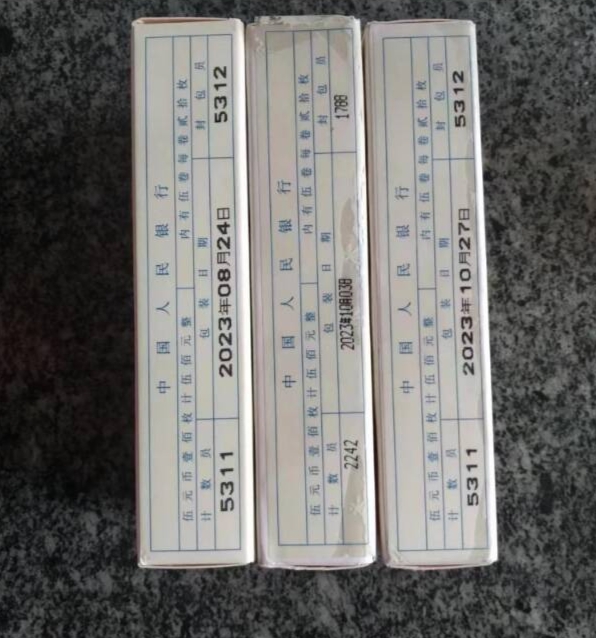 中国人民银行
伍元币壹佰枚计伍佰元整 内有伍卷每卷贰拾枚
计数员 包装日期 封包员
5311 2023年08月24日 5312
中国人民银行
伍元币壹佰枚计伍佰元整 内有伍卷每卷贰拾枚
计数员 包装日期 封包员
2242 2023年10月03日 1788
中国人民银行
伍元币壹佰枚计伍佰元整 内有伍卷每卷贰拾枚
计数员 包装日期 封包员
5311 2023年10月27日 5312